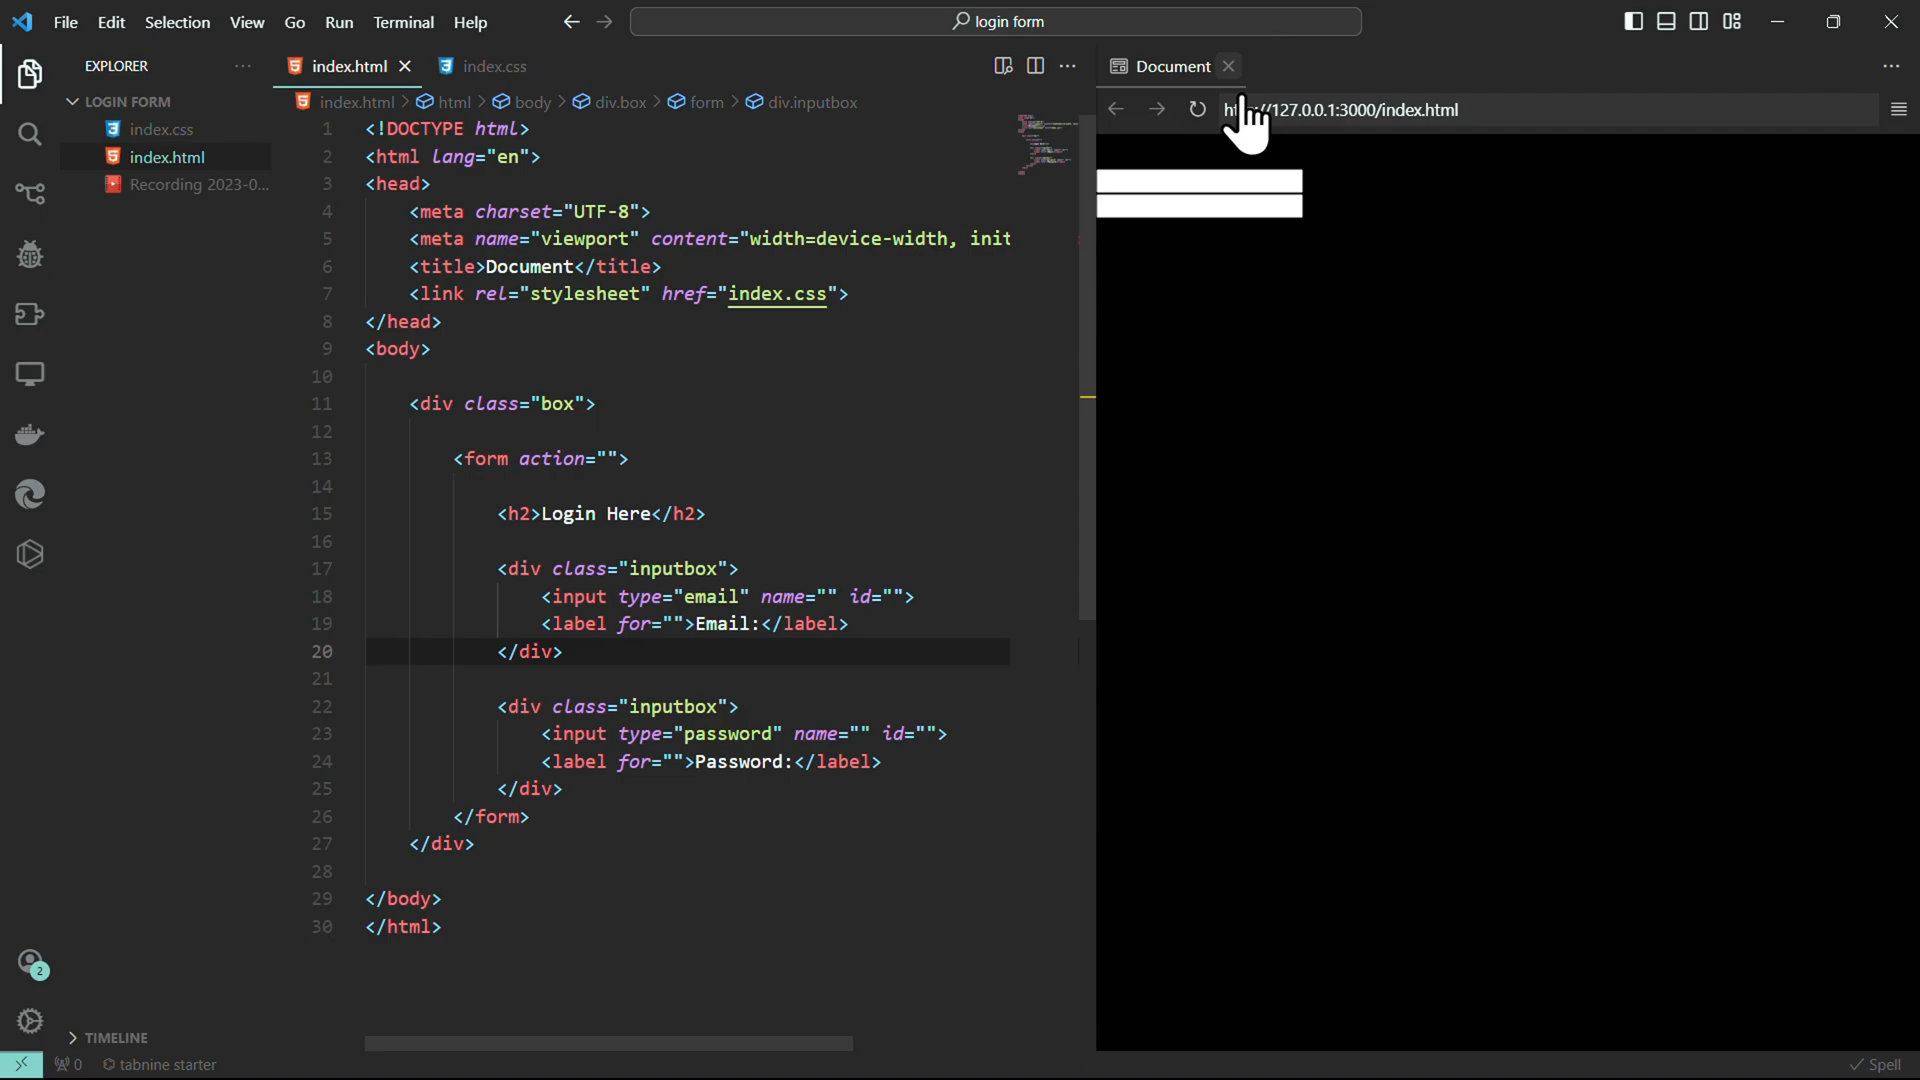 File Edit Selection View Go Run Terminal Help
login form
EXPLORER
LOGIN FORM
index.css
index.html
Recording 2023-0...
index.html
index.css
index.html > html > body > div.box > form > div.inputbox
1 <!DOCTYPE html>
2 <html lang="en">
3 <head>
4 <meta charset="UTF-8">
5 <meta name="viewport" content="width=device-width, init
6 <title>Document</title>
7 <link rel="stylesheet" href="index.css">
8 </head>
9 <body>
10
11 <div class="box">
12
13 <form action="">
14
15 <h2>Login Here</h2>
16
17 <div class="inputbox">
18 <input type="email" name="" id="">
19 <label for="">Email:</label>
20 </div>
21
22 <div class="inputbox">
23 <input type="password" name="" id="">
24 <label for="">Password:</label>
25 </div>
26 </form>
27 </div>
28
29 </body>
30 </html>
Document
//127.0.0.1:3000/index.html
2
TIMELINE
0 tabnine starter
Spell